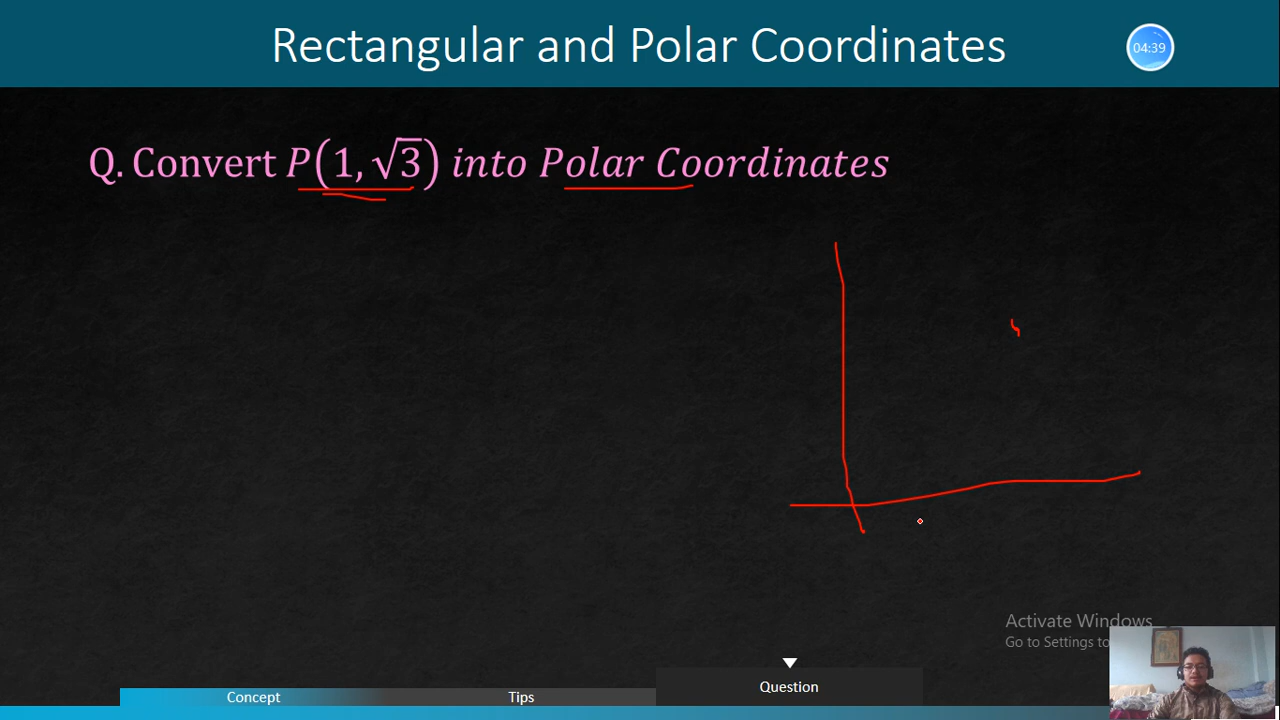 Rectangular and Polar Coordinates
04:39
Q. Convert P(1, √3) into Polar Coordinates
Activate Windows
Go to Settings to
Question
Concept
Tips